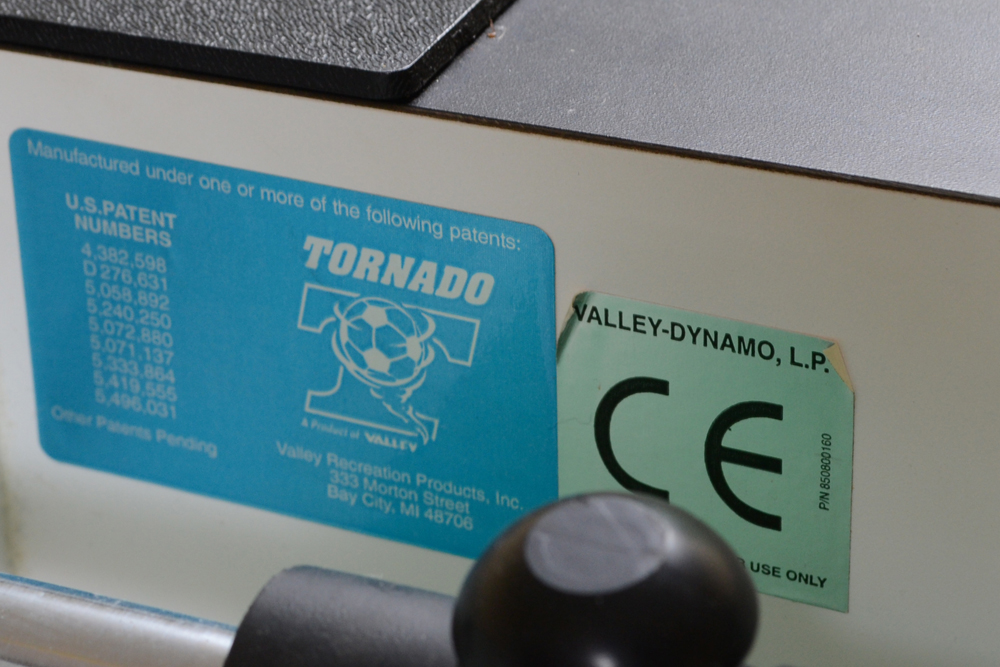 Manufactured under one or more of the following patents:
U.S.PATENT
NUMBERS
4,382,598
D 276,631
5,058,892
5,240,250
5,072,880
5,071,137
5,333,864
5,419,555
5,496,031
Other Patents Pending
TORNADO
A Product of VALLEY
Valley Recreation Products, Inc.
333 Morton Street
Bay City, MI 48706
VALLEY-DYNAMO, L.P.
CE
P/N 850800160
USE ONLY